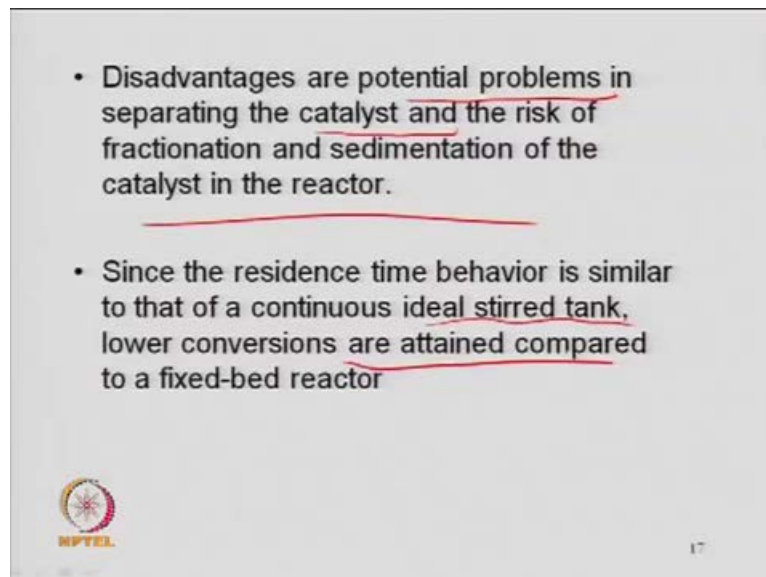 • Disadvantages are potential problems in
separating the catalyst and the risk of
fractionation and sedimentation of the
catalyst in the reactor.
• Since the residence time behavior is similar
to that of a continuous ideal stirred tank,
lower conversions are attained compared
to a fixed-bed reactor
NPTEL
17